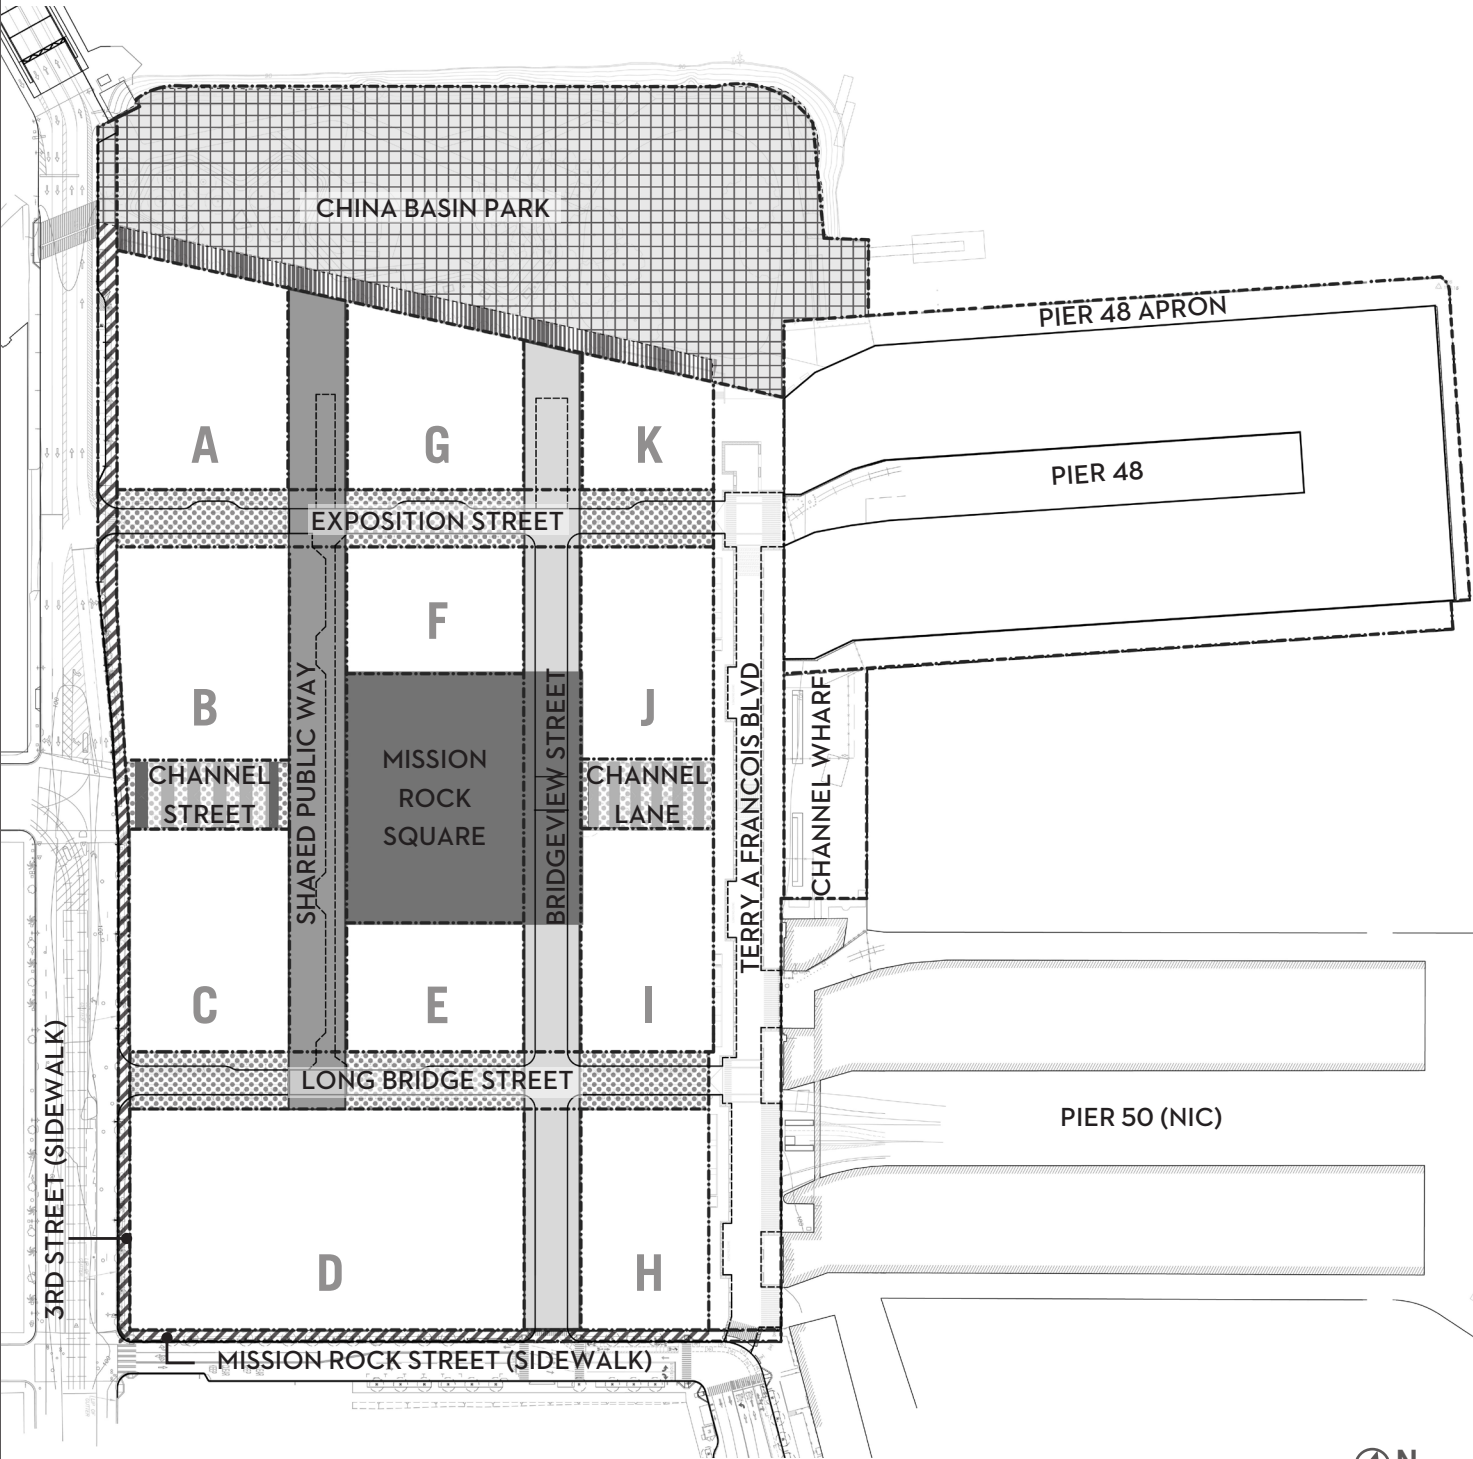 CHINA BASIN PARK
PIER 48 APRON
A
G
K
PIER 48
EXPOSITION STREET
F
B
J
SHARED PUBLIC WAY
MISSION
ROCK
SQUARE
BRIDGEVIEW STREET
CHANNEL
STREET
CHANNEL
LANE
TERRY A FRANCOIS BLVD
CHANNEL WHARF
C
E
I
LONG BRIDGE STREET
PIER 50 (NIC)
3RD STREET (SIDEWALK)
D
H
MISSION ROCK STREET (SIDEWALK)
N